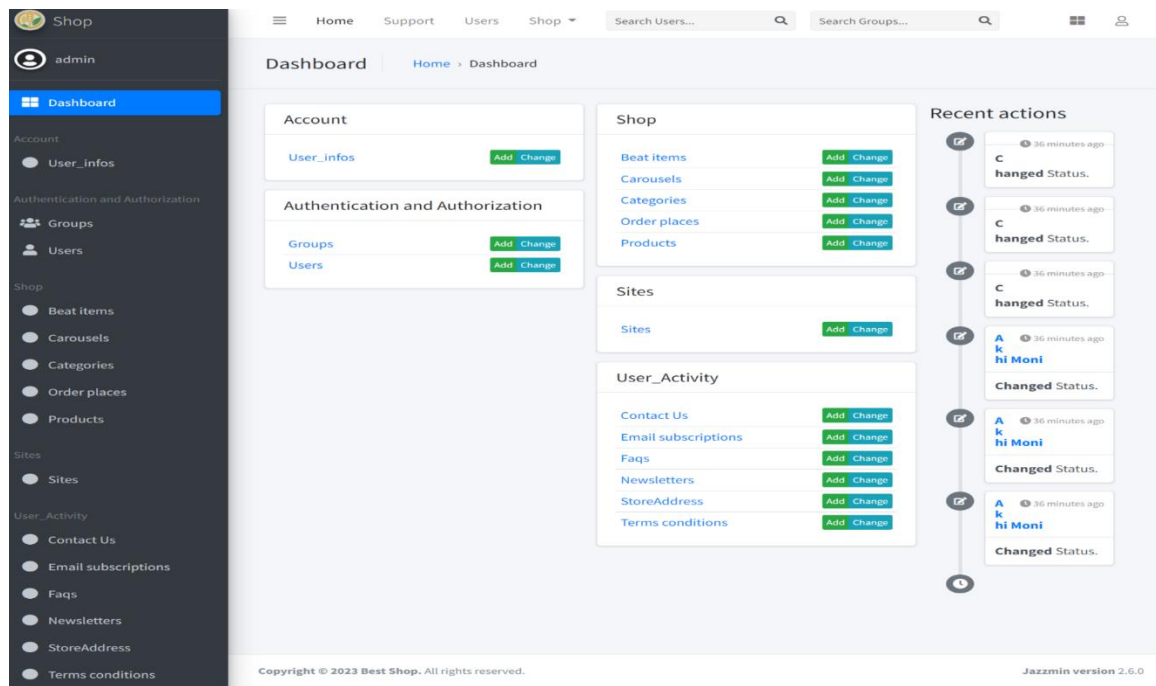 Shop
admin
Dashboard
Account
User_infos
Authentication and Authorization
Groups
Users
Shop
Beat items
Carousels
Categories
Order places
Products
Sites
Sites
User_Activity
Contact Us
Email subscriptions
Faqs
Newsletters
StoreAddress
Terms conditions
Home Support Users Shop Search Users... Search Groups...
Dashboard Home › Dashboard
Account
User_infos Add Change
Authentication and Authorization
Groups Add Change
Users Add Change
Shop
Beat items Add Change
Carousels Add Change
Categories Add Change
Order places Add Change
Products Add Change
Sites
Sites Add Change
User_Activity
Contact Us Add Change
Email subscriptions Add Change
Faqs Add Change
Newsletters Add Change
StoreAddress Add Change
Terms conditions Add Change
Recent actions
36 minutes ago
C
hanged Status.
36 minutes ago
C
hanged Status.
36 minutes ago
C
hanged Status.
A 36 minutes ago
k
hi Moni
Changed Status.
A 36 minutes ago
k
hi Moni
Changed Status.
A 36 minutes ago
k
hi Moni
Changed Status.
Copyright © 2023 Best Shop. All rights reserved. Jazzmin version 2.6.0